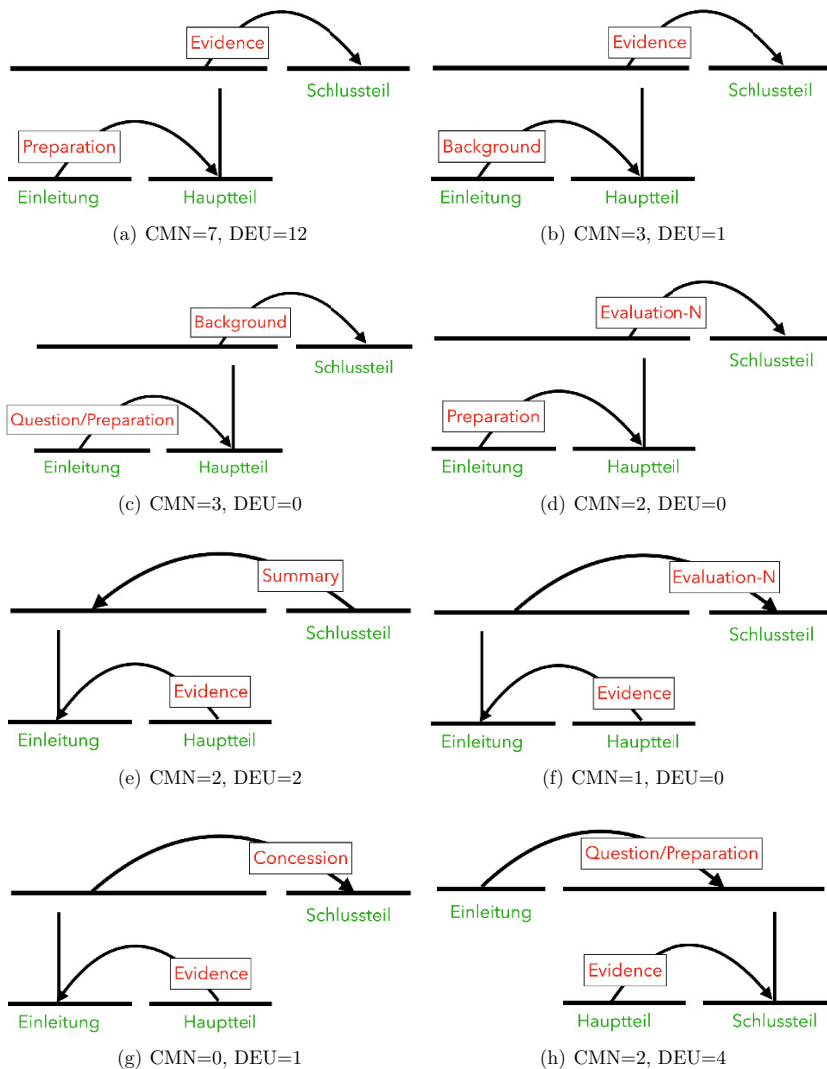 Evidence
Schlussteil
Preparation
Einleitung Hauptteil
(a) CMN=7, DEU=12
Evidence
Schlussteil
Background
Einleitung Hauptteil
(b) CMN=3, DEU=1
Background
Schlussteil
Question/Preparation
Einleitung Hauptteil
(c) CMN=3, DEU=0
Evaluation-N
Schlussteil
Preparation
Einleitung Hauptteil
(d) CMN=2, DEU=0
Summary
Schlussteil
Evidence
Einleitung Hauptteil
(e) CMN=2, DEU=2
Evaluation-N
Schlussteil
Evidence
Einleitung Hauptteil
(f) CMN=1, DEU=0
Concession
Schlussteil
Evidence
Einleitung Hauptteil
(g) CMN=0, DEU=1
Question/Preparation
Einleitung
Evidence
Hauptteil Schlussteil
(h) CMN=2, DEU=4